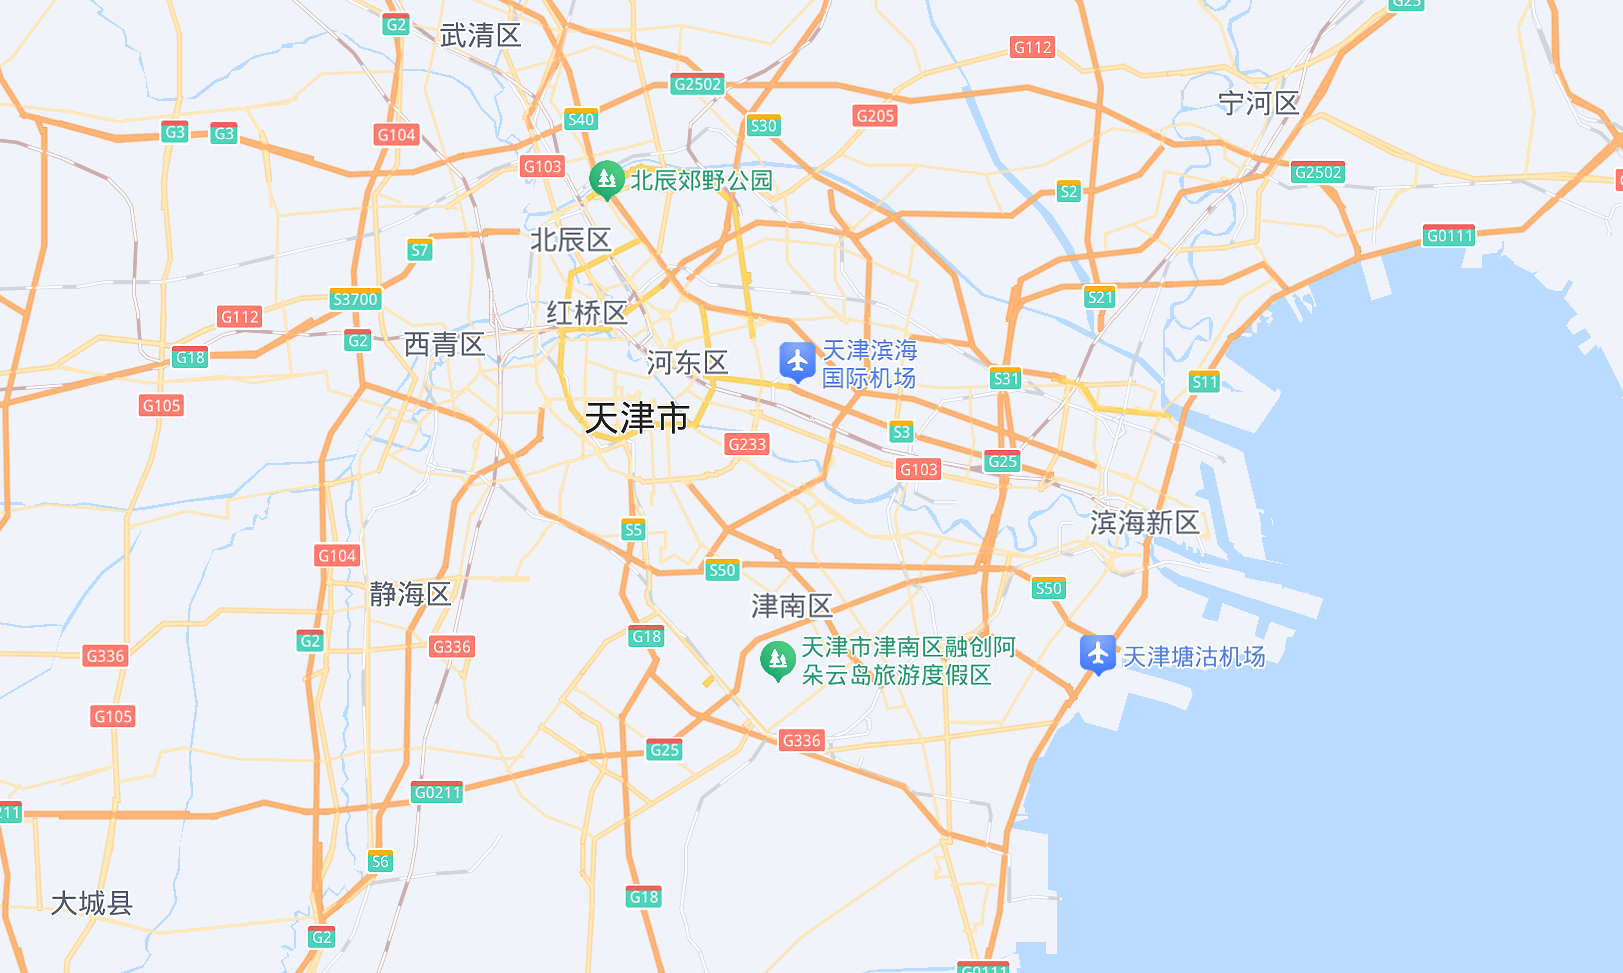 G25
G2
武清区
G112
G2502
宁河区
G205
S40
S30
G3
G3
G104
G103
G2502
北辰郊野公园
S2
北辰区
G0111
S7
S3700
S21
G112
红桥区
G2
西青区
天津滨海
国际机场
G18
河东区
S31
S11
G105
天津市
S3
G233
G25
G103
滨海新区
S5
G104
S50
S50
静海区
津南区
G18
G2
G336
天津市津南区融创阿
朵云岛旅游度假区
G336
天津塘沽机场
G105
G336
G25
G0211
211
S6
G18
大城县
G2
G0111